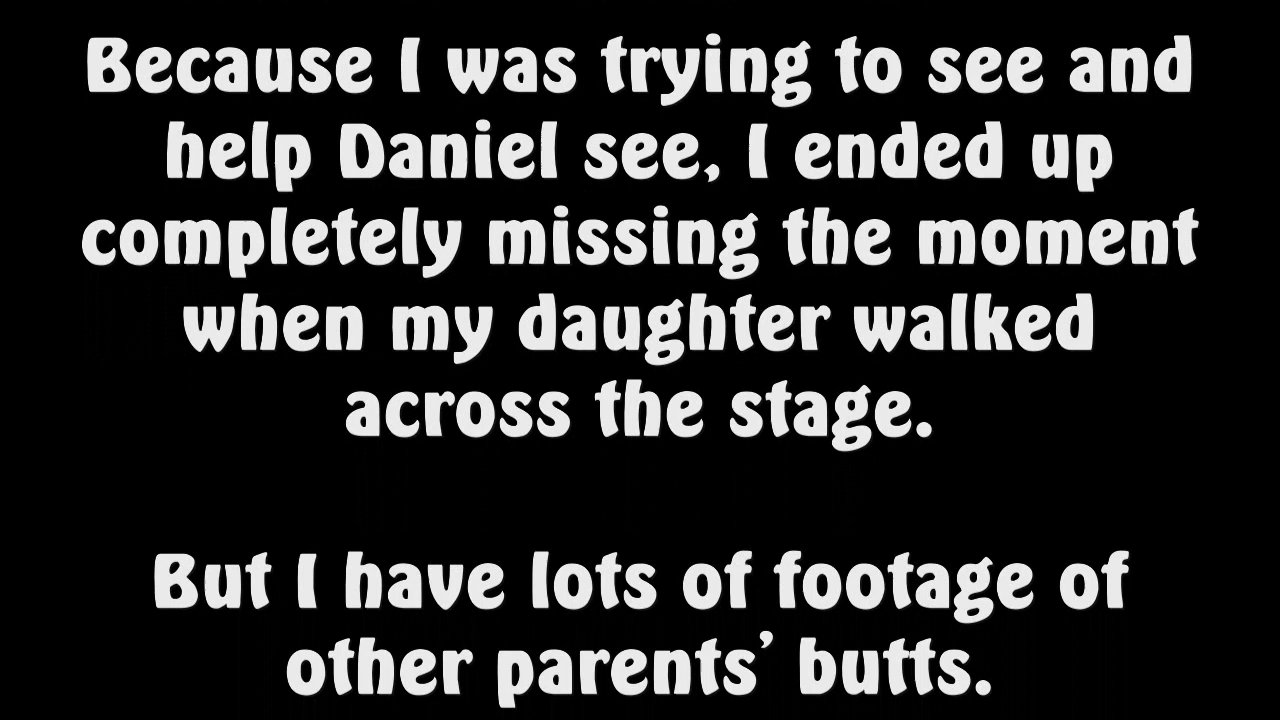 Because I was trying to see and
help Daniel see, I ended up
completely missing the moment
when my daughter walked
across the stage.
But I have lots of footage of
other parents’ butts.